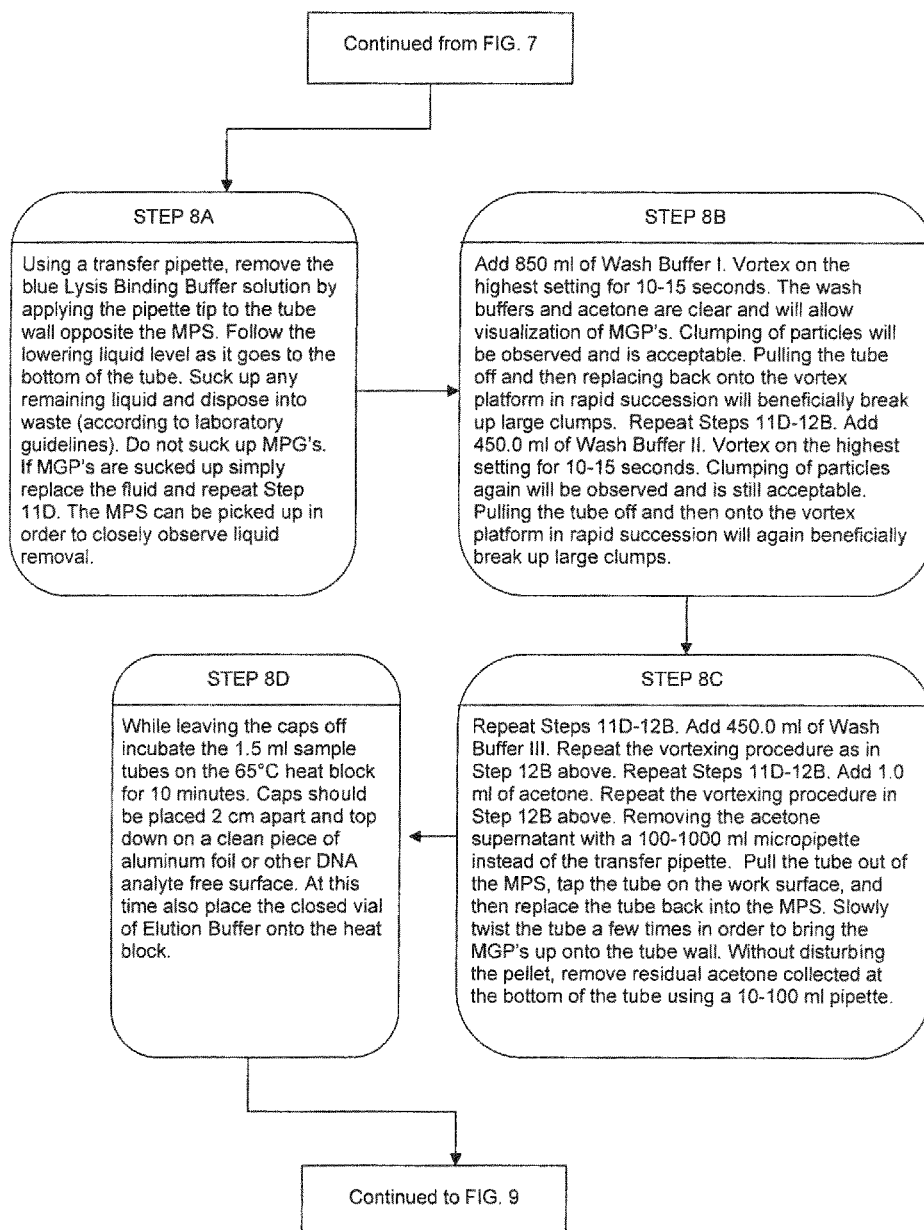 Continued from FIG. 7
STEP 8A
Using a transfer pipette, remove the
blue Lysis Binding Buffer solution by
applying the pipette tip to the tube
wall opposite the MPS. Follow the
lowering liquid level as it goes to the
bottom of the tube. Suck up any
remaining liquid and dispose into
waste (according to laboratory
guidelines). Do not suck up MPG's.
If MGP's are sucked up simply
replace the fluid and repeat Step
11D. The MPS can be picked up in
order to closely observe liquid
removal.
STEP 8B
Add 850 ml of Wash Buffer I. Vortex on the
highest setting for 10-15 seconds. The wash
buffers and acetone are clear and will allow
visualization of MGP's. Clumping of particles will
be observed and is acceptable. Pulling the tube
off and then replacing back onto the vortex
platform in rapid succession will beneficially break
up large clumps. Repeat Steps 11D-12B. Add
450.0 ml of Wash Buffer II. Vortex on the highest
setting for 10-15 seconds. Clumping of particles
again will be observed and is still acceptable.
Pulling the tube off and then onto the vortex
platform in rapid succession will again beneficially
break up large clumps.
STEP 8C
Repeat Steps 11D-12B. Add 450.0 ml of Wash
Buffer III. Repeat the vortexing procedure as in
Step 12B above. Repeat Steps 11D-12B. Add 1.0
ml of acetone. Repeat the vortexing procedure in
Step 12B above. Removing the acetone
supernatant with a 100-1000 ml micropipette
instead of the transfer pipette. Pull the tube out of
the MPS, tap the tube on the work surface, and
then replace the tube back into the MPS. Slowly
twist the tube a few times in order to bring the
MGP's up onto the tube wall. Without disturbing
the pellet, remove residual acetone collected at
the bottom of the tube using a 10-100 ml pipette.
STEP 8D
While leaving the caps off
incubate the 1.5 ml sample
tubes on the 65°C heat block
for 10 minutes. Caps should
be placed 2 cm apart and top
down on a clean piece of
aluminum foil or other DNA
analyte free surface. At this
time also place the closed vial
of Elution Buffer onto the heat
block.
Continued to FIG. 9